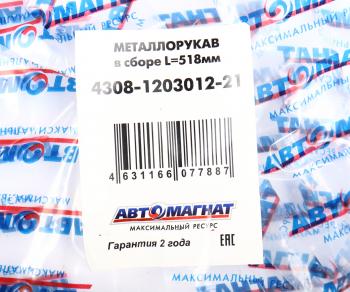 МЕТАЛЛОРУКАВ
в сборе L=518мм
4308-1203012-21
4 631166 077887
АВТОМАГНАТ
МАКСИМАЛЬНЫЙ РЕСУРС
Гарантия 2 года
EAC